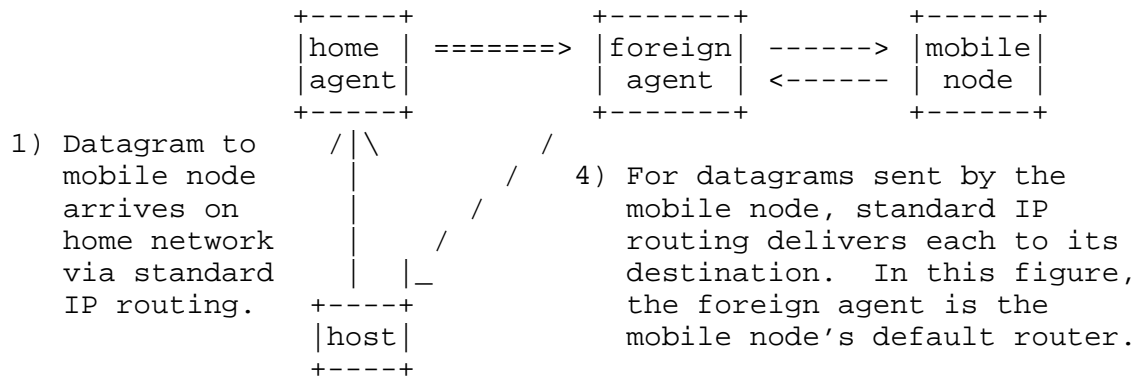 +-----+          +-------+         +------+
|home | =======> |foreign| ------> |mobile|
|agent|          | agent | <------ | node |
+-----+          +-------+         +------+
1) Datagram to    /|\         /
mobile node      |        /   4) For datagrams sent by the
arrives on       |      /        mobile node, standard IP
home network     |    /          routing delivers each to its
via standard     |  |_           destination.  In this figure,
IP routing.    +----+            the foreign agent is the
|host|            mobile node's default router.
+----+